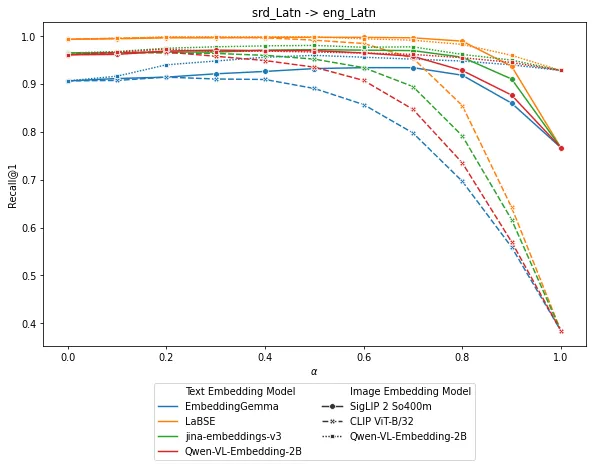 srd_Latn -> eng_Latn
Recall@1
1.0
0.9
0.8
0.7
0.6
0.5
0.4
0.0 0.2 0.4 0.6 0.8 1.0
α
Text Embedding Model Image Embedding Model
EmbeddingGemma SigLIP 2 So400m
LaBSE CLIP ViT-B/32
jina-embeddings-v3 Qwen-VL-Embedding-2B
Qwen-VL-Embedding-2B